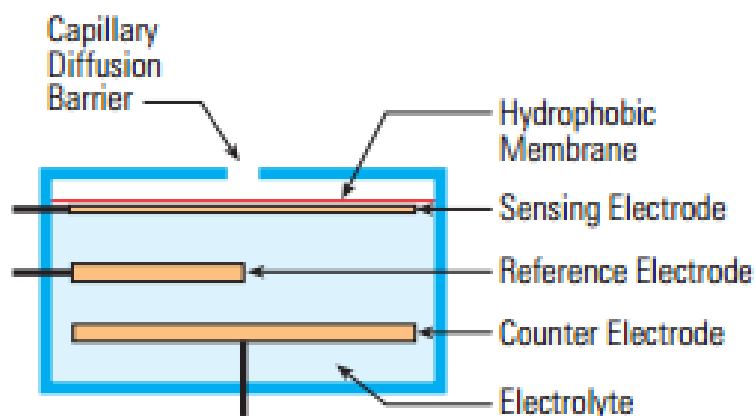 Capillary
Diffusion
Barrier
Hydrophobic
Membrane
Sensing Electrode
Reference Electrode
Counter Electrode
Electrolyte